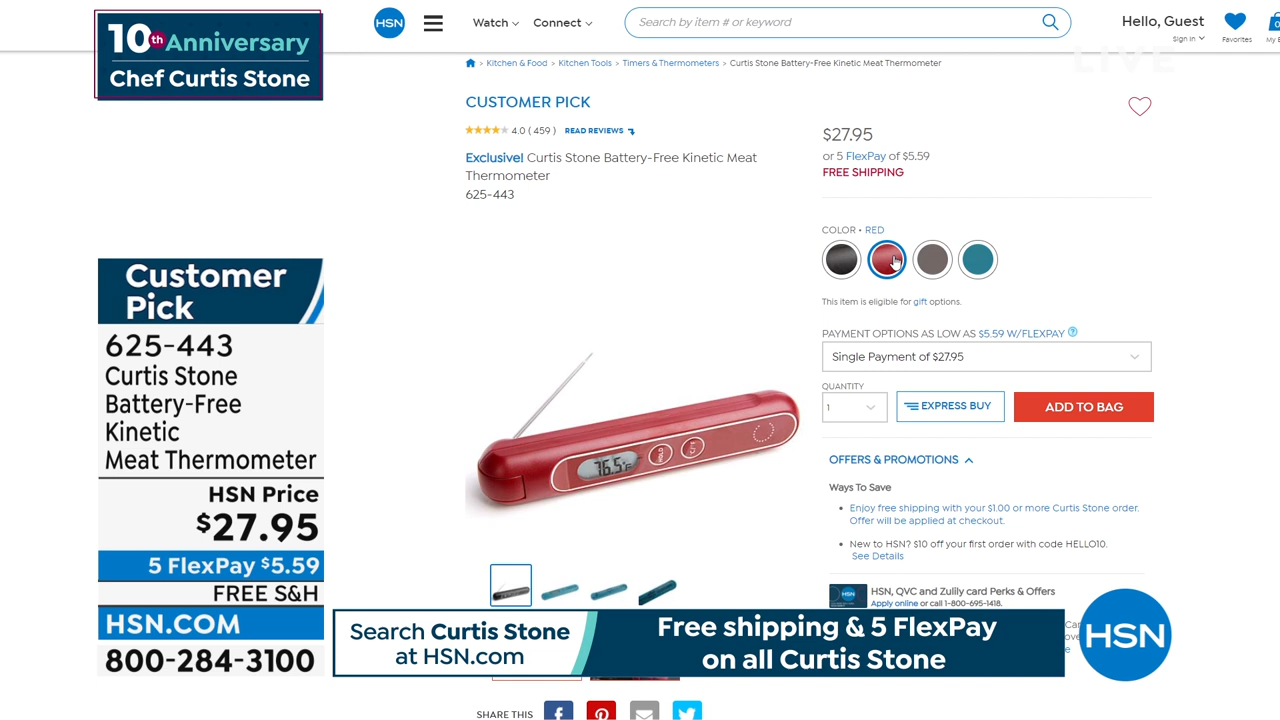 10th Anniversary
Chef Curtis Stone
HSN
Watch
Connect
Search by item # or keyword
Hello, Guest
Sign In
Favorites
0
LIVE
> Kitchen & Food > Kitchen Tools > Timers & Thermometers > Curtis Stone Battery-Free Kinetic Meat Thermometer
CUSTOMER PICK
4.0 ( 459 ) READ REVIEWS
Exclusive! Curtis Stone Battery-Free Kinetic Meat
Thermometer
625-443
$27.95
or 5 FlexPay of $5.59
FREE SHIPPING
COLOR • RED
This item is eligible for gift options.
PAYMENT OPTIONS AS LOW AS $5.59 W/FLEXPAY ?
Single Payment of $27.95
QUANTITY
1
EXPRESS BUY
ADD TO BAG
OFFERS & PROMOTIONS
Ways To Save
• Enjoy free shipping with your $1.00 or more Curtis Stone order.
Offer will be applied at checkout.
• New to HSN? $10 off your first order with code HELLO10.
See Details
HSN
HSN, QVC and Zulily card Perks & Offers
Apply online or call 1-800-695-1418.
76.5°F
HOLD
C/F
Customer
Pick
625-443
Curtis Stone
Battery-Free
Kinetic
Meat Thermometer
HSN Price
$27.95
5 FlexPay $5.59
FREE S&H
HSN.COM
800-284-3100
Search Curtis Stone
at HSN.com
Free shipping & 5 FlexPay
on all Curtis Stone
HSN
SHARE THIS